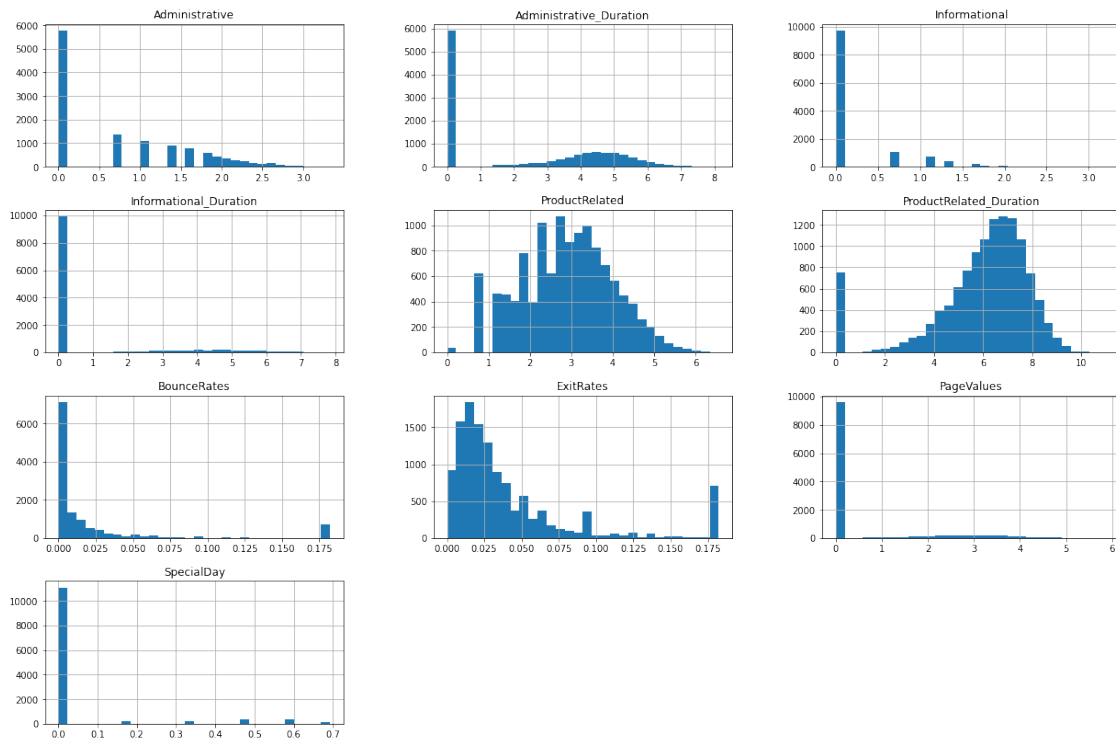 Administrative
6000
5000
4000
3000
2000
1000
0
0.0 0.5 1.0 1.5 2.0 2.5 3.0
Administrative_Duration
6000
5000
4000
3000
2000
1000
0
0 1 2 3 4 5 6 7 8
Informational
10000
8000
6000
4000
2000
0
0.0 0.5 1.0 1.5 2.0 2.5 3.0
Informational_Duration
10000
8000
6000
4000
2000
0
0 1 2 3 4 5 6 7 8
ProductRelated
1000
800
600
400
200
0
0 1 2 3 4 5 6
ProductRelated_Duration
1200
1000
800
600
400
200
0
0 2 4 6 8 10
BounceRates
6000
4000
2000
0
0.000 0.025 0.050 0.075 0.100 0.125 0.150 0.175
ExitRates
1500
1000
500
0
0.000 0.025 0.050 0.075 0.100 0.125 0.150 0.175
PageValues
10000
8000
6000
4000
2000
0
0 1 2 3 4 5 6
SpecialDay
10000
8000
6000
4000
2000
0
0.0 0.1 0.2 0.3 0.4 0.5 0.6 0.7